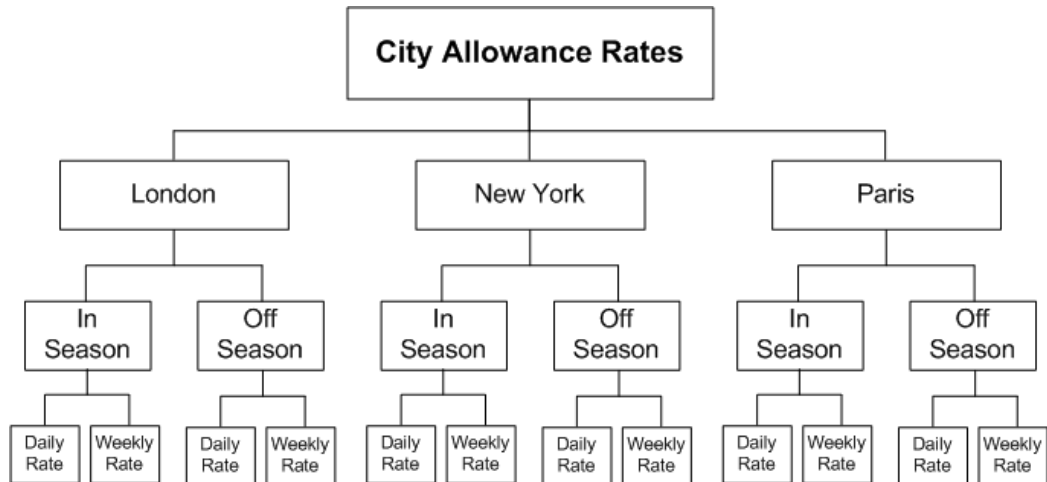 City Allowance Rates
London
New York
Paris
In
Season
Off
Season
In
Season
Off
Season
In
Season
Off
Season
Daily
Rate
Weekly
Rate
Daily
Rate
Weekly
Rate
Daily
Rate
Weekly
Rate
Daily
Rate
Weekly
Rate
Daily
Rate
Weekly
Rate
Daily
Rate
Weekly
Rate